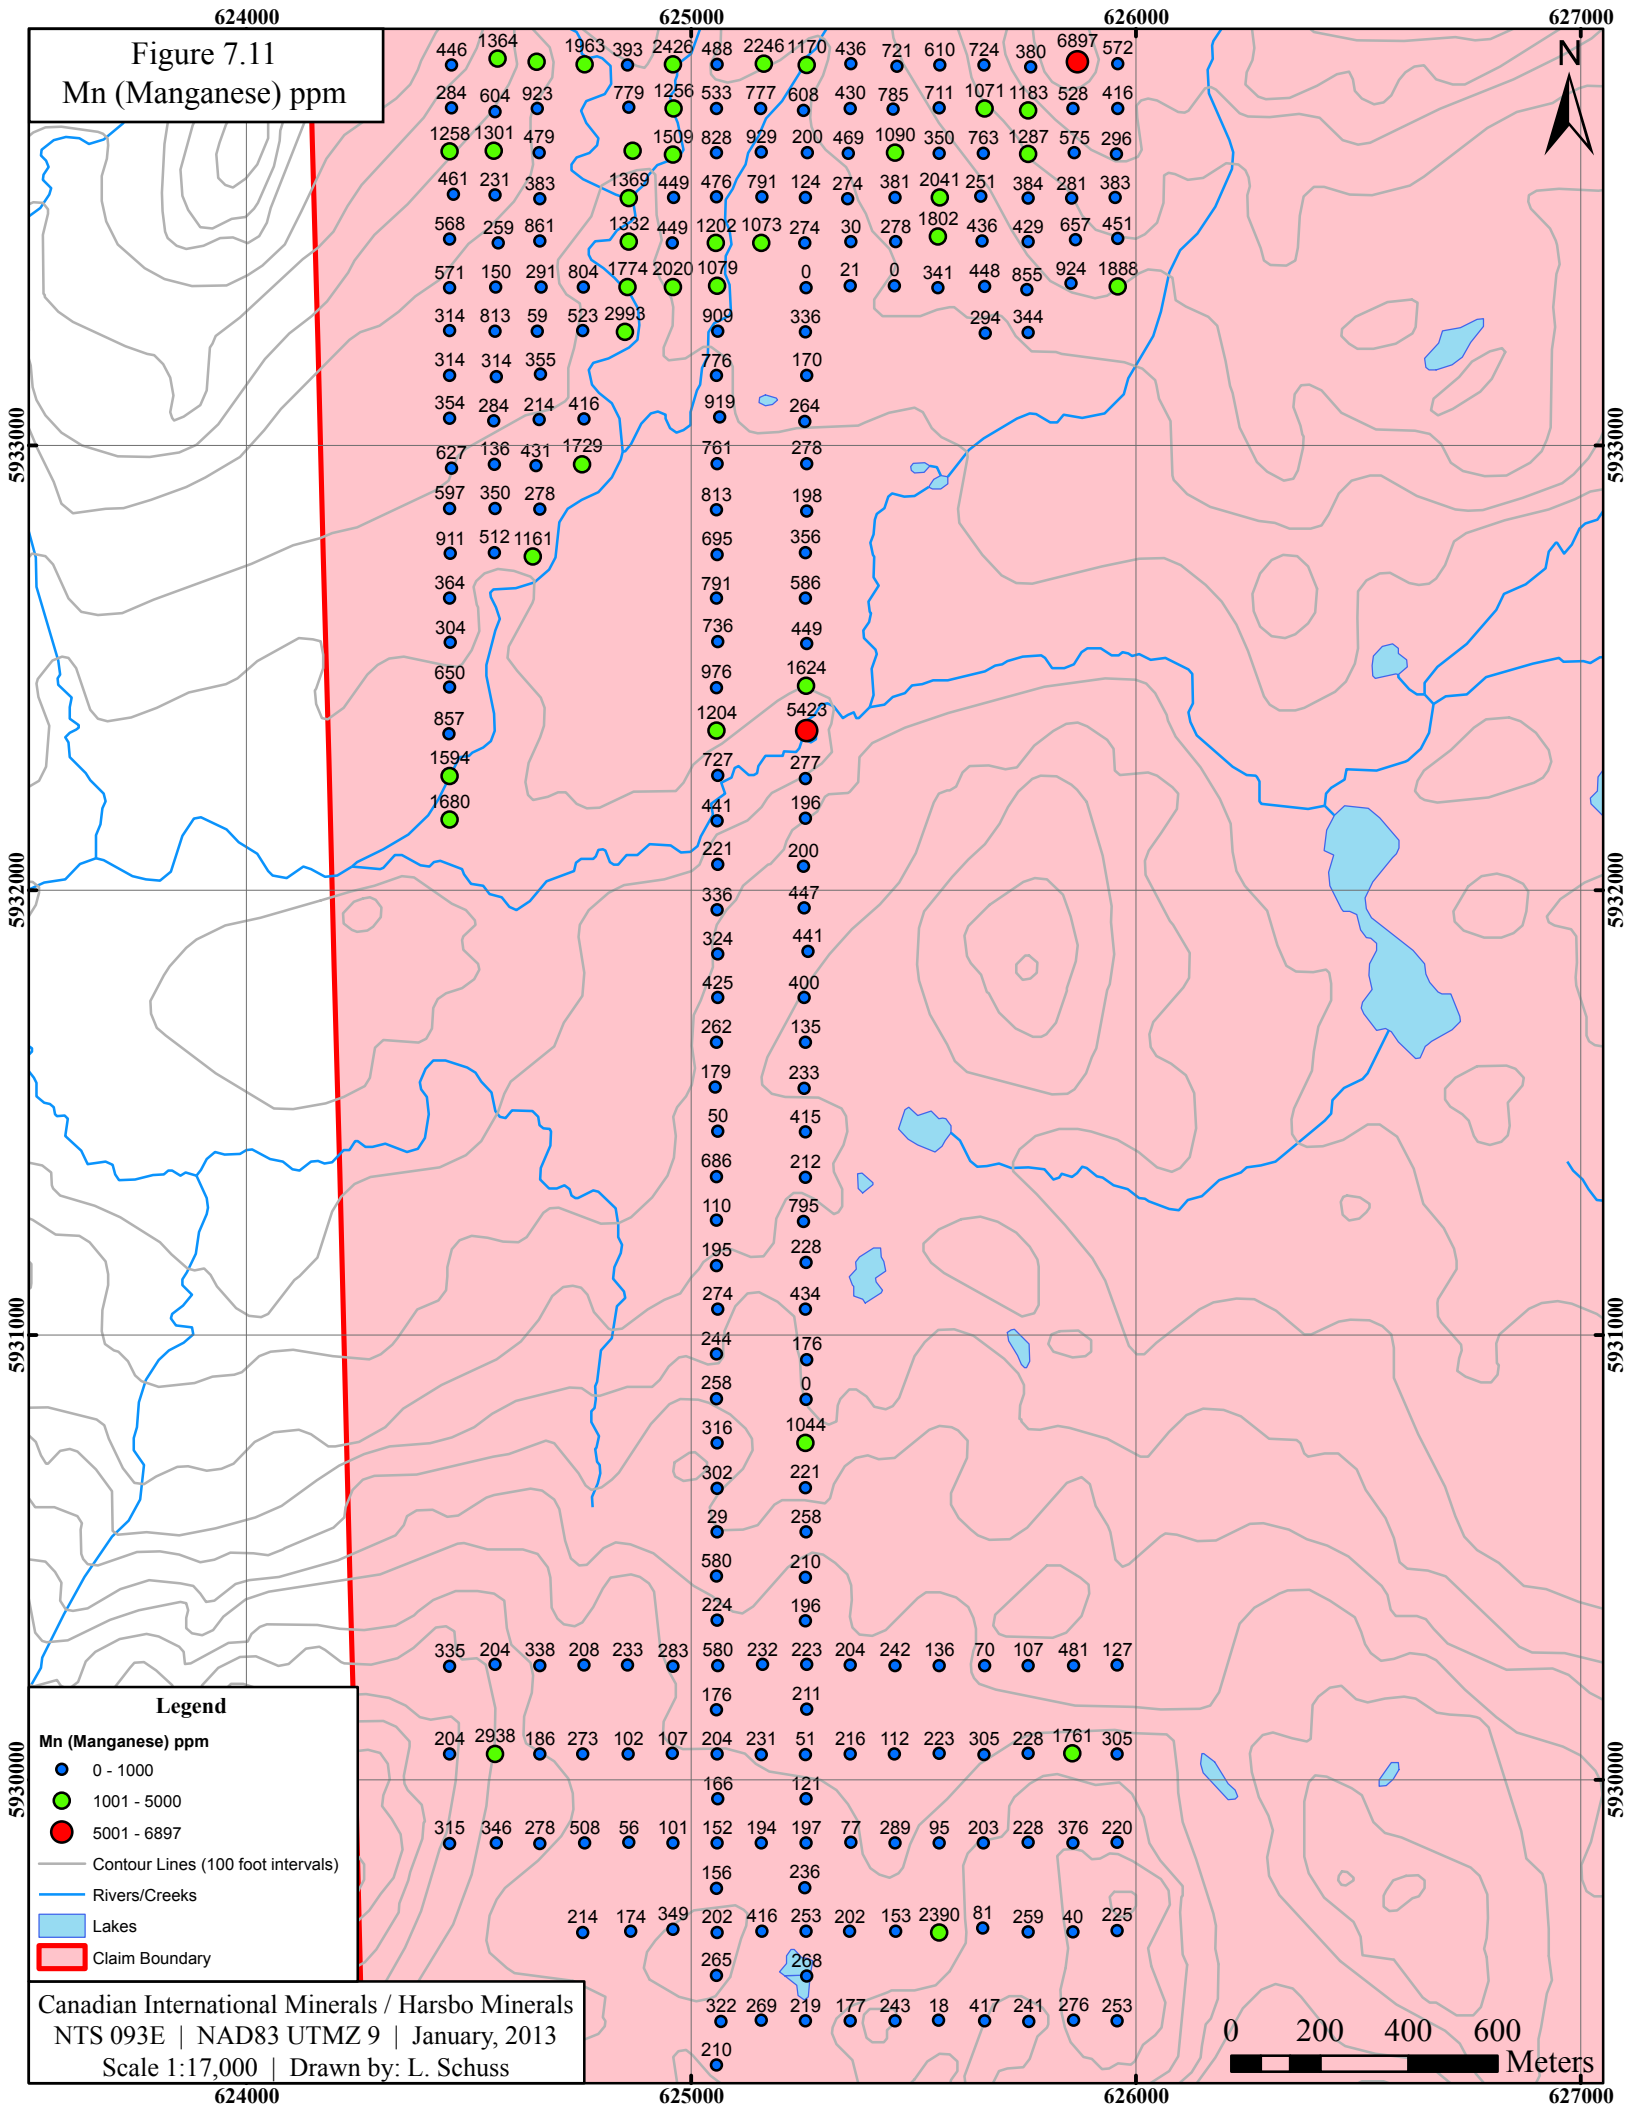 624000 625000 626000 627000
Figure 7.11
Mn (Manganese) ppm
N
446 1364 1963 393 2426 488 2246 1170 436 721 610 724 380 6897 572
284 604 923 779 1256 533 777 608 430 785 711 1071 1183 528 416
1258 1301 479 1509 828 929 200 469 1090 350 763 1287 575 296
461 231 383 1369 449 476 791 124 274 381 2041 251 384 281 383
568 259 861 1332 449 1202 1073 274 30 278 1802 436 429 657 451
571 150 291 804 1774 2020 1079 0 21 0 341 448 855 924 1888
314 813 59 523 2993 909 336 294 344
314 314 355 776 170
354 284 214 416 919 264
5933000 5933000
627 136 431 1729 761 278
597 350 278 813 198
911 512 1161 695 356
364 791 586
304 736 449
650 976 1624
857 1204 5423
1594 727 277
1680 441 196
221 200
5932000 5932000
336 447
324 441
425 400
262 135
179 233
50 415
686 212
110 795
195 228
274 434
5931000 5931000
244 176
258 0
316 1044
302 221
29 258
580 210
224 196
335 204 338 208 233 283 580 232 223 204 242 136 70 107 481 127
176 211
204 2938 186 273 102 107 204 231 51 216 112 223 305 228 1761 305
5930000 5930000
166 121
315 346 278 508 56 101 152 194 197 77 289 95 203 228 376 220
156 236
214 174 349 202 416 253 202 153 2390 81 259 40 225
265 268
322 269 219 177 243 18 417 241 276 253
210
Legend
Mn (Manganese) ppm
0 - 1000
1001 - 5000
5001 - 6897
Contour Lines (100 foot intervals)
Rivers/Creeks
Lakes
Claim Boundary
Canadian International Minerals / Harsbo Minerals
NTS 093E | NAD83 UTMZ 9 | January, 2013
Scale 1:17,000 | Drawn by: L. Schuss
0 200 400 600
Meters
624000 625000 626000 627000